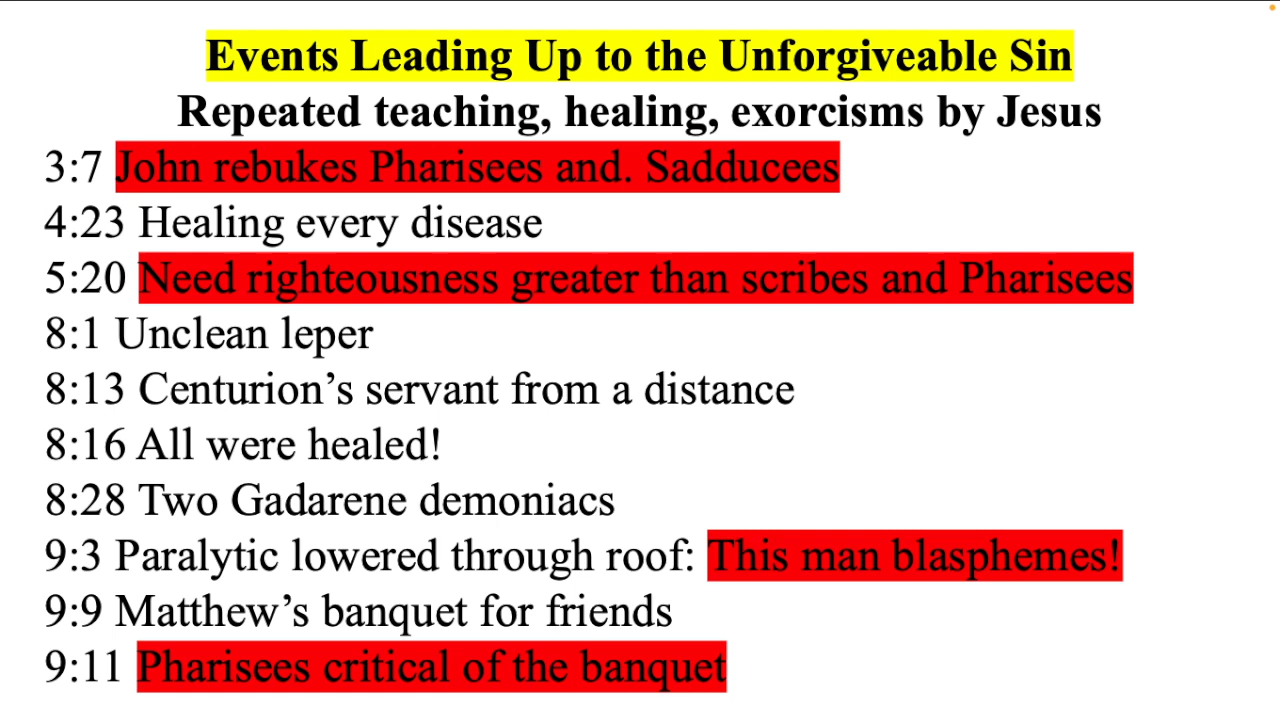 Events Leading Up to the Unforgiveable Sin
Repeated teaching, healing, exorcisms by Jesus
3:7 John rebukes Pharisees and. Sadducees
4:23 Healing every disease
5:20 Need righteousness greater than scribes and Pharisees
8:1 Unclean leper
8:13 Centurion’s servant from a distance
8:16 All were healed!
8:28 Two Gadarene demoniacs
9:3 Paralytic lowered through roof: This man blasphemes!
9:9 Matthew’s banquet for friends
9:11 Pharisees critical of the banquet